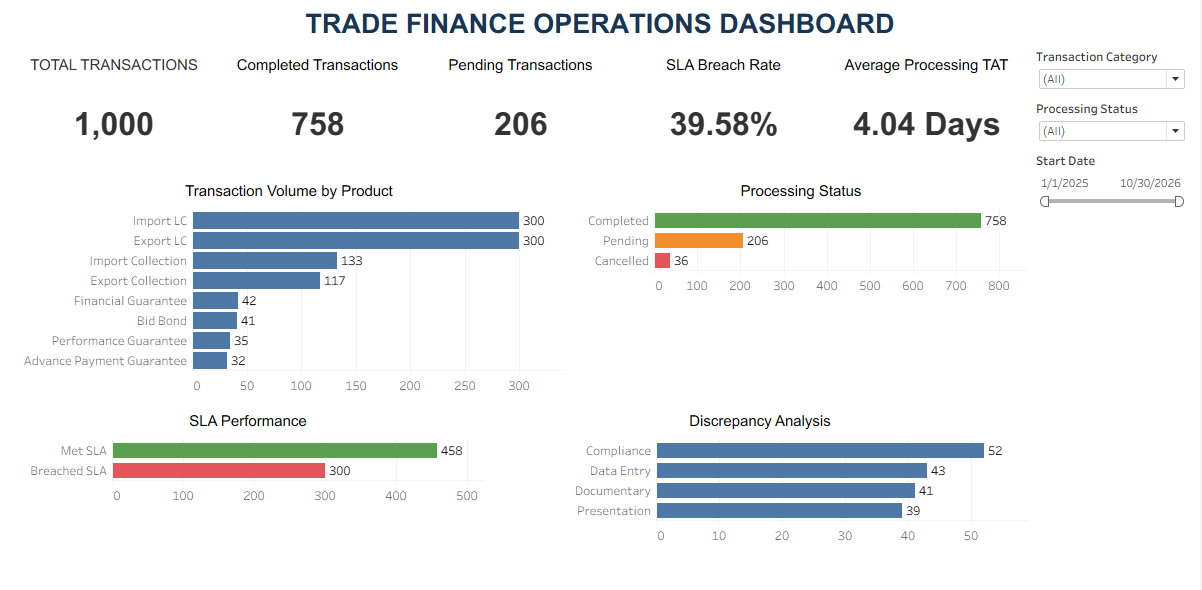 TRADE FINANCE OPERATIONS DASHBOARD
TOTAL TRANSACTIONS
1,000
Completed Transactions
758
Pending Transactions
206
SLA Breach Rate
39.58%
Average Processing TAT
4.04 Days
Transaction Category
(All)
Processing Status
(All)
Start Date
1/1/2025 10/30/2026
Transaction Volume by Product
Import LC 300
Export LC 300
Import Collection 133
Export Collection 117
Financial Guarantee 42
Bid Bond 41
Performance Guarantee 35
Advance Payment Guarantee 32
0 50 100 150 200 250 300
Processing Status
Completed 758
Pending 206
Cancelled 36
0 100 200 300 400 500 600 700 800
SLA Performance
Met SLA 458
Breached SLA 300
0 100 200 300 400 500
Discrepancy Analysis
Compliance 52
Data Entry 43
Documentary 41
Presentation 39
0 10 20 30 40 50